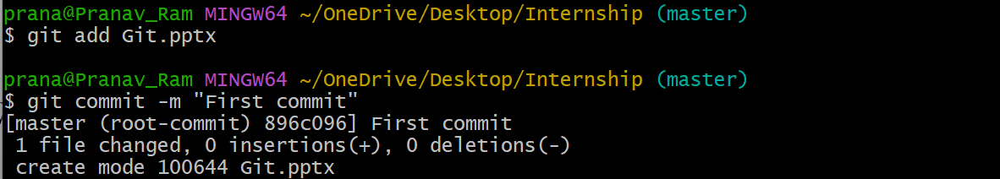 prana@Pranav_Ram MINGW64 ~/OneDrive/Desktop/Internship (master)
$ git add Git.pptx
prana@Pranav_Ram MINGW64 ~/OneDrive/Desktop/Internship (master)
$ git commit -m "First commit"
[master (root-commit) 896c096] First commit
 1 file changed, 0 insertions(+), 0 deletions(-)
 create mode 100644 Git.pptx